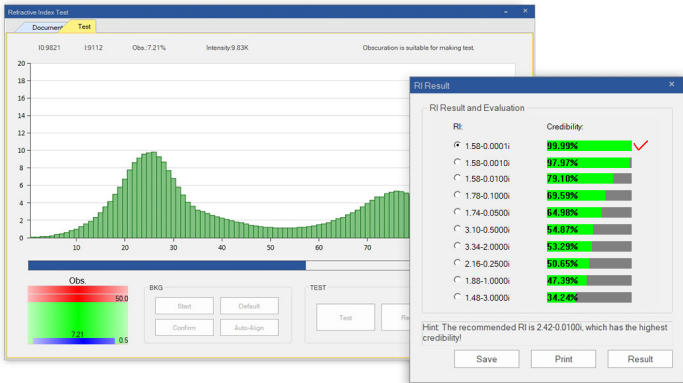 Refractive Index Test
Document
Test
I0:9821 I:9112 Obs.:7.21% Intensity:9.83K Obscuration is suitable for making test.
20
18
16
14
12
10
8
6
4
2
0
10 20 30 40 50 60 70
Obs.
50.0
7.21
0.5
BKG
Start Default
Confirm Auto-Align
TEST
Test Re
RI Result
RI Result and Evaluation
RI: Credibility:
1.58-0.0001i 99.99%
1.58-0.0010i 97.97%
1.58-0.0100i 79.10%
1.78-0.1000i 69.59%
1.74-0.0500i 64.98%
3.10-0.5000i 54.87%
3.34-2.0000i 53.29%
2.16-0.2500i 50.65%
1.88-1.0000i 47.39%
1.48-3.0000i 34.24%
Hint: The recommended RI is 2.42-0.0100i, which has the highest
credibility!
Save Print Result